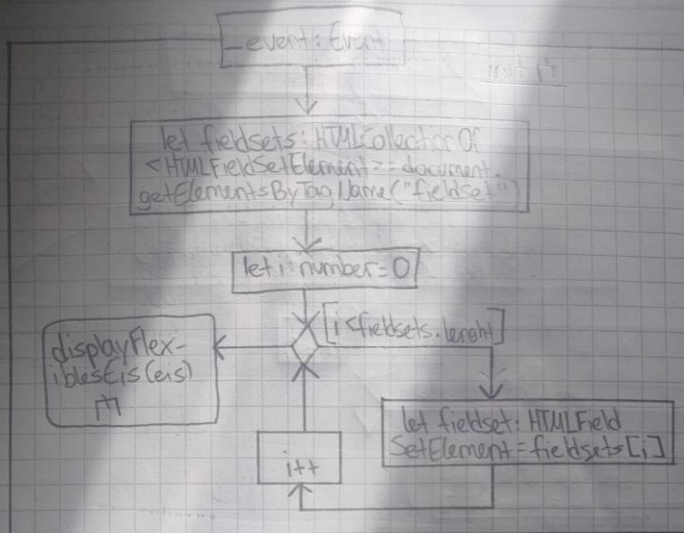 _event: Event
let fieldsets: HTMLCollectionOf
<HTMLFieldSetElement>=document.
getElementsByTagName("fieldset")
let i: number=0
[i<fieldsets.lenght]
displayFlex-
iblesEis(eis)
let fieldset: HTMLField
SetElement=fieldsets[i]
i++